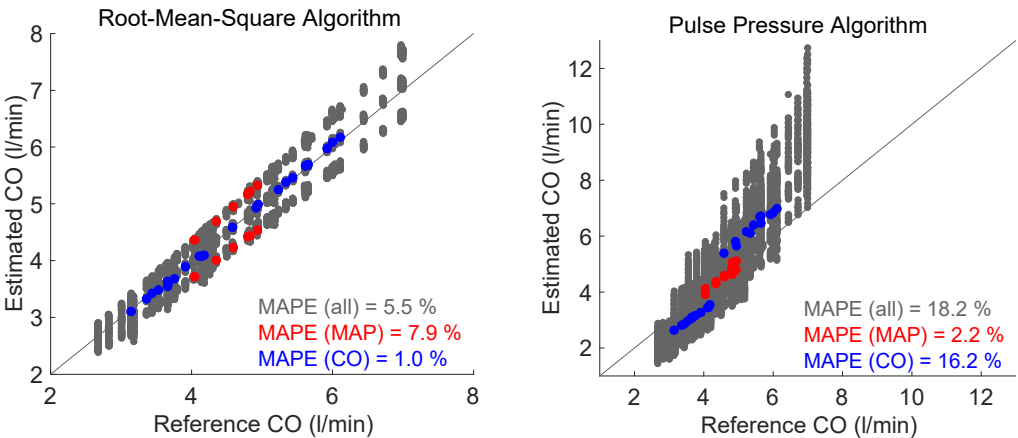 Root-Mean-Square Algorithm
8
7
6
5
4
3
2
Estimated CO (l/min)
MAPE (all) = 5.5 %
MAPE (MAP) = 7.9 %
MAPE (CO) = 1.0 %
2 4 6 8
Reference CO (l/min)
Pulse Pressure Algorithm
12
10
8
6
4
2
Estimated CO (l/min)
MAPE (all) = 18.2 %
MAPE (MAP) = 2.2 %
MAPE (CO) = 16.2 %
2 4 6 8 10 12
Reference CO (l/min)